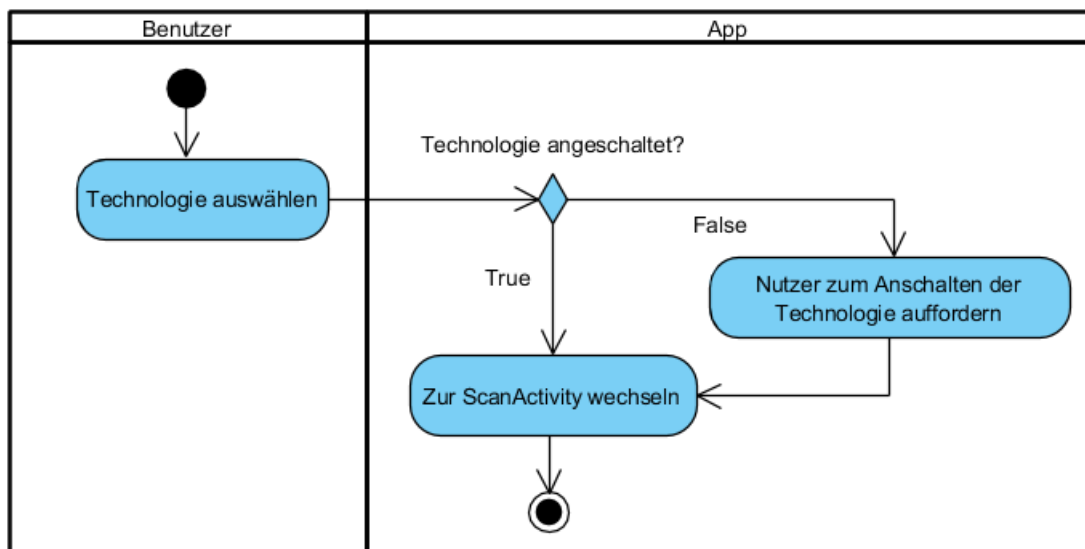 Benutzer
App
Technologie angeschaltet?
Technologie auswählen
False
True
Nutzer zum Anschalten der
Technologie auffordern
Zur ScanActivity wechseln